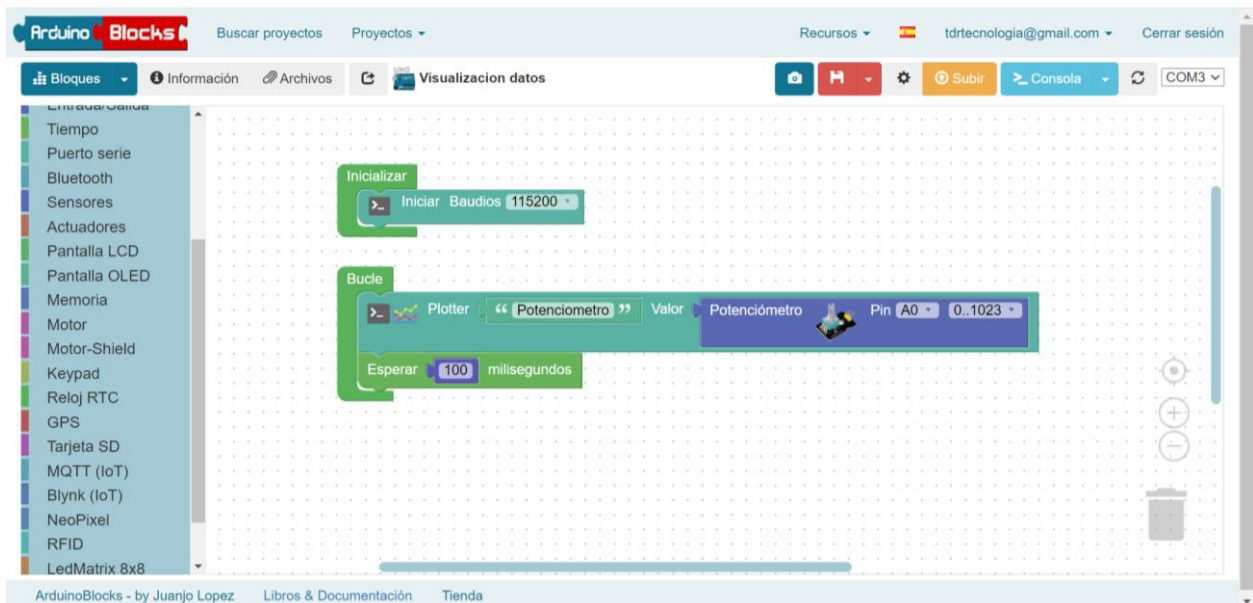 Arduino Blocks Buscar proyectos Proyectos Recursos tdrtecnologia@gmail.com Cerrar sesión
Bloques Información Archivos UNO Visualizacion datos Subir >_ Consola COM3
Entrada/Salida
Tiempo
Puerto serie
Bluetooth
Sensores
Actuadores
Pantalla LCD
Pantalla OLED
Memoria
Motor
Motor-Shield
Keypad
Reloj RTC
GPS
Tarjeta SD
MQTT (IoT)
Blynk (IoT)
NeoPixel
RFID
LedMatrix 8x8
Inicializar
Iniciar Baudios 115200
Bucle
Plotter “ Potenciometro ” Valor Potenciómetro Pin A0 0..1023
Esperar 100 milisegundos
ArduinoBlocks - by Juanjo Lopez Libros & Documentación Tienda